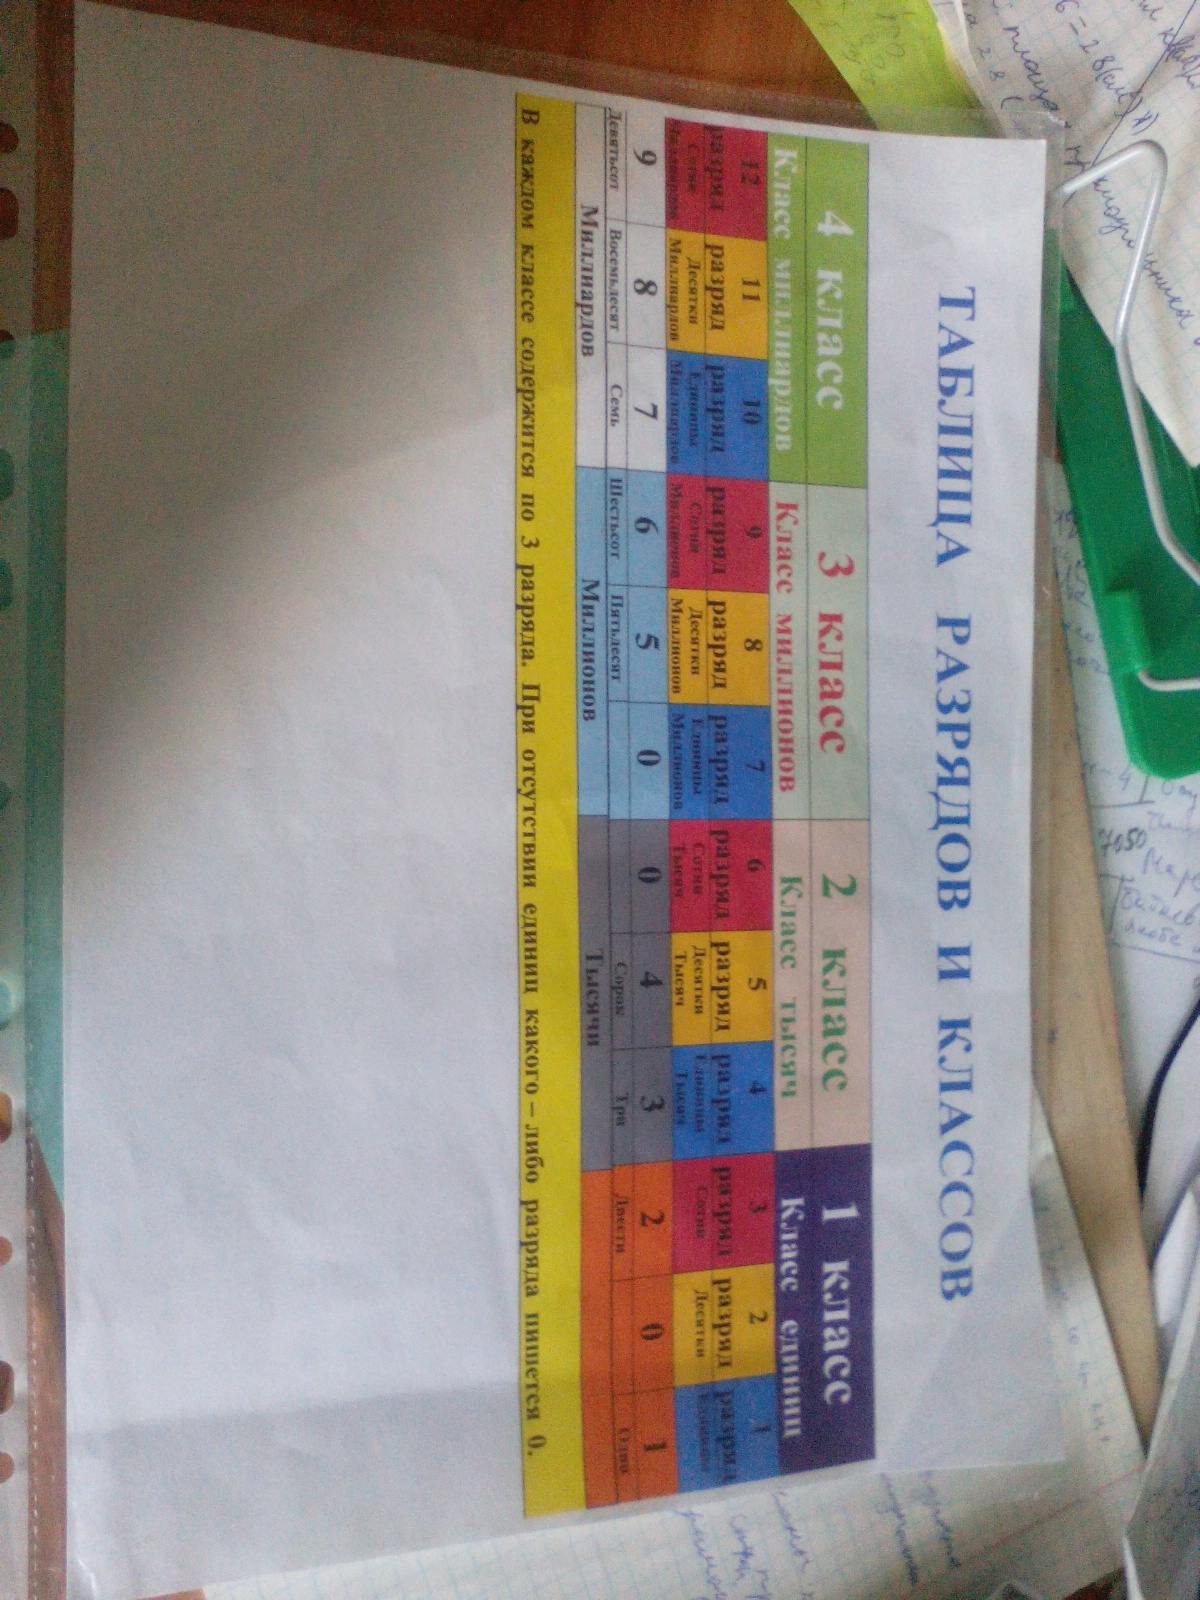 ТАБЛИЦА РАЗРЯДОВ И КЛАССОВ
4 класс 3 класс 2 класс 1 класс
Класс миллиардов Класс миллионов Класс тысяч Класс единиц
12 11 10 9 8 7 6 5 4 3 2 1
разряд разряд разряд разряд разряд разряд разряд разряд разряд разряд разряд разряд
Сотни Десятки Единицы Сотни Десятки Единицы Сотни Десятки Единицы Сотни Десятки Единицы
Миллиардов Миллиардов Миллиардов Миллионов Миллионов Миллионов Тысяч Тысяч Тысяч
9 8 7 6 5 0 0 4 3 2 0 1
Девятьсот Восемьдесят Семь Шестьсот Пятьдесят Сорок Три Двести Один
Миллиардов Миллионов Тысячи
В каждом классе содержится по 3 разряда. При отсутствии единиц какого – либо разряда пишется 0.
7050